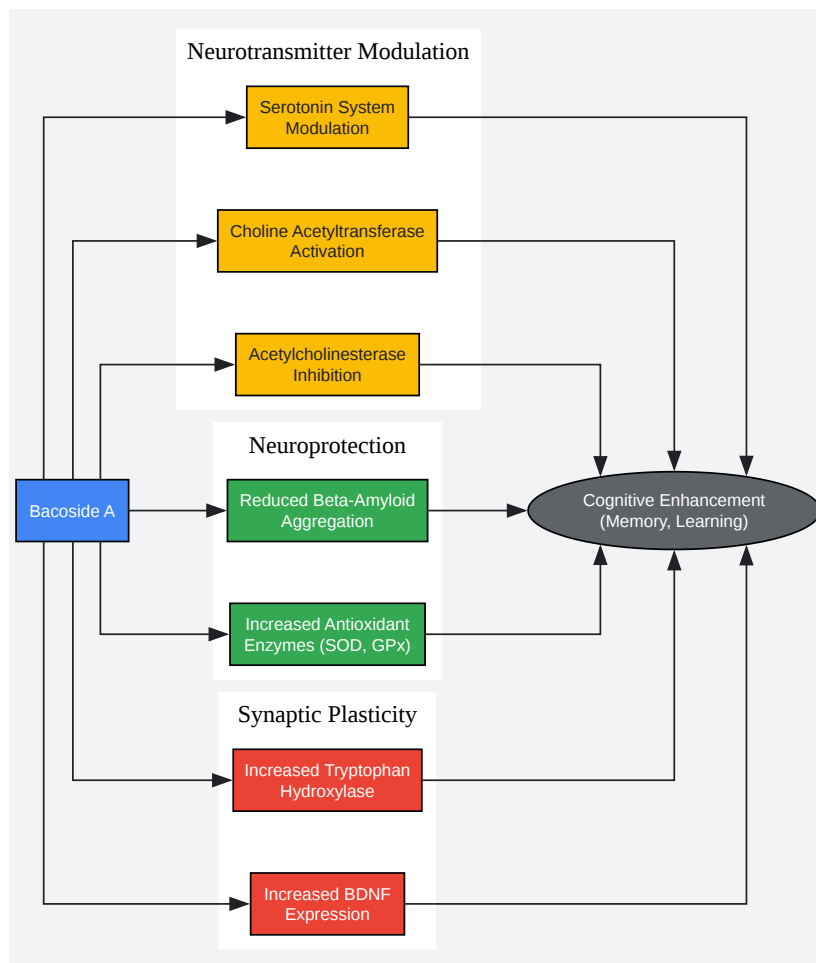 Neurotransmitter Modulation
Serotonin System
Modulation
Choline Acetyltransferase
Activation
Acetylcholinesterase
Inhibition
Neuroprotection
Bacoside A
Reduced Beta-Amyloid
Aggregation
Cognitive Enhancement
(Memory, Learning)
Increased Antioxidant
Enzymes (SOD, GPx)
Synaptic Plasticity
Increased Tryptophan
Hydroxylase
Increased BDNF
Expression